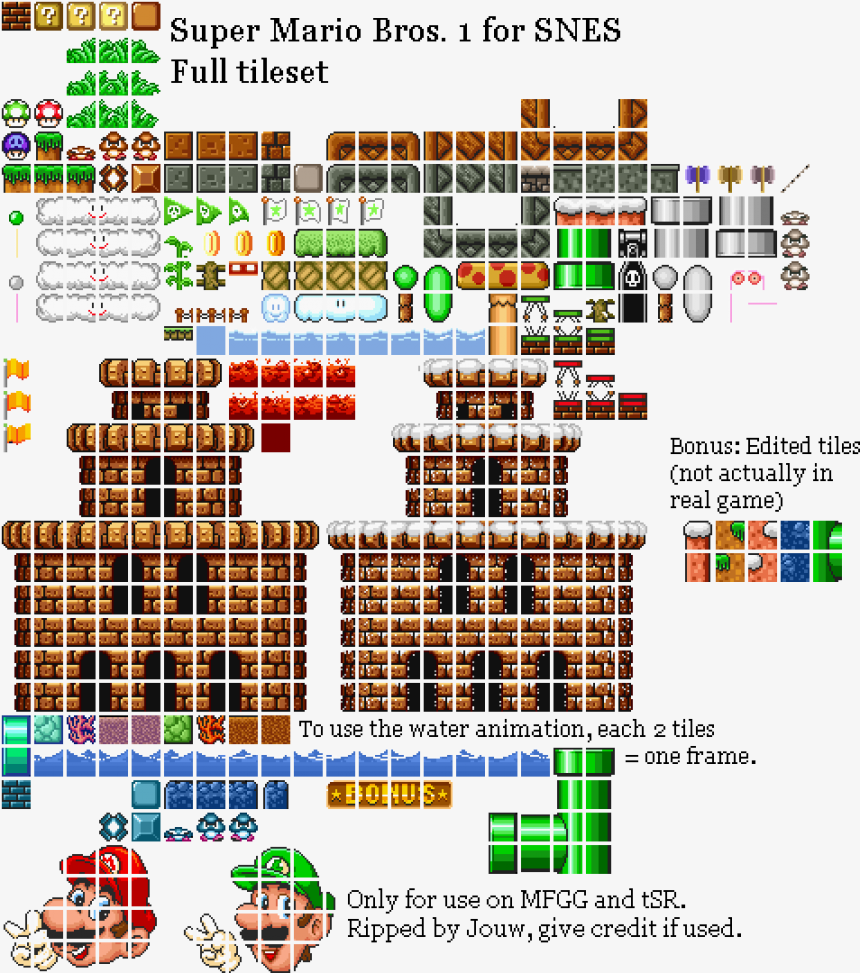 Super Mario Bros. 1 for SNES
Full tileset
? ? ?
Bonus: Edited tiles
(not actually in
real game)
To use the water animation, each 2 tiles
= one frame.
BONUS
L
Only for use on MFGG and tSR.
Ripped by Jouw, give credit if used.